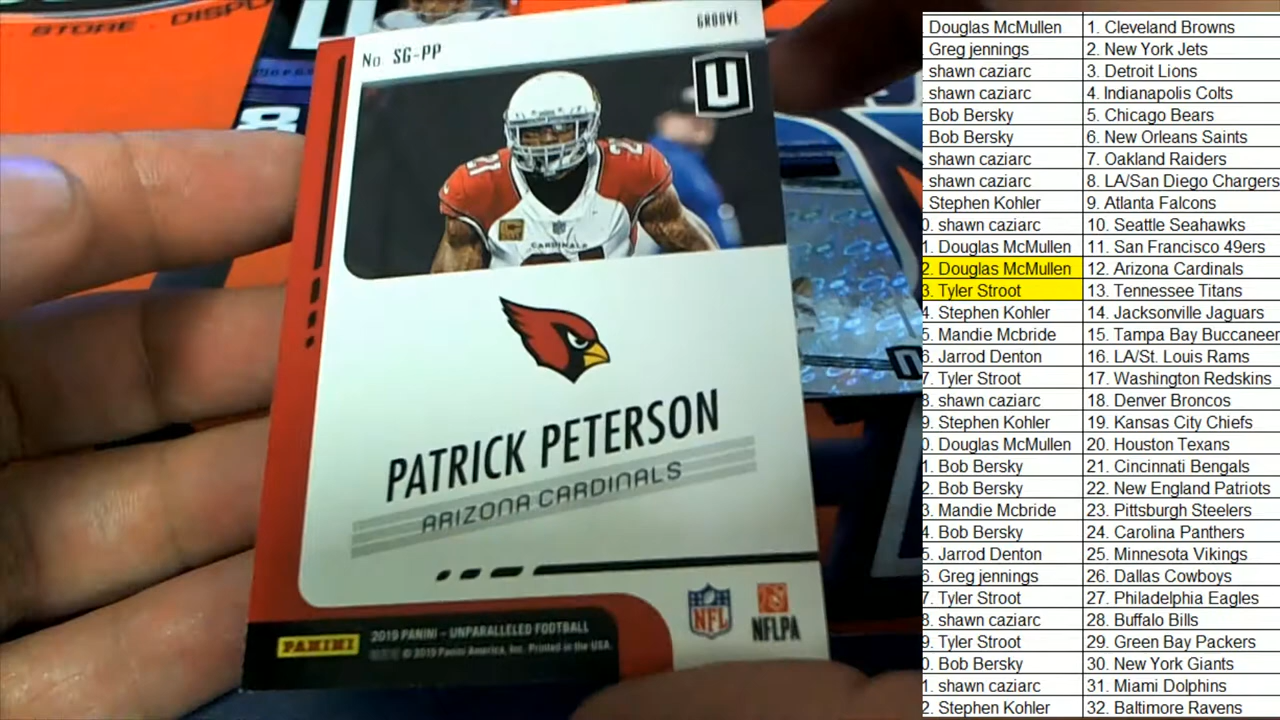 STORE
No SG-PP
GROOVE
U
21
CARDINALS
PATRICK PETERSON
ARIZONA CARDINALS
NFL
NFLPA
PANINI
2019 PANINI - UNPARALLELED FOOTBALL
© 2019 Panini America, Inc. Printed in the USA.
Douglas McMullen 1. Cleveland Browns
Greg jennings 2. New York Jets
shawn caziarc 3. Detroit Lions
shawn caziarc 4. Indianapolis Colts
Bob Bersky 5. Chicago Bears
Bob Bersky 6. New Orleans Saints
shawn caziarc 7. Oakland Raiders
shawn caziarc 8. LA/San Diego Chargers
Stephen Kohler 9. Atlanta Falcons
0. shawn caziarc 10. Seattle Seahawks
1. Douglas McMullen 11. San Francisco 49ers
2. Douglas McMullen 12. Arizona Cardinals
3. Tyler Stroot 13. Tennessee Titans
4. Stephen Kohler 14. Jacksonville Jaguars
5. Mandie Mcbride 15. Tampa Bay Buccaneer
6. Jarrod Denton 16. LA/St. Louis Rams
7. Tyler Stroot 17. Washington Redskins
8. shawn caziarc 18. Denver Broncos
9. Stephen Kohler 19. Kansas City Chiefs
0. Douglas McMullen 20. Houston Texans
1. Bob Bersky 21. Cincinnati Bengals
2. Bob Bersky 22. New England Patriots
3. Mandie Mcbride 23. Pittsburgh Steelers
4. Bob Bersky 24. Carolina Panthers
5. Jarrod Denton 25. Minnesota Vikings
6. Greg jennings 26. Dallas Cowboys
7. Tyler Stroot 27. Philadelphia Eagles
8. shawn caziarc 28. Buffalo Bills
9. Tyler Stroot 29. Green Bay Packers
0. Bob Bersky 30. New York Giants
1. shawn caziarc 31. Miami Dolphins
2. Stephen Kohler 32. Baltimore Ravens